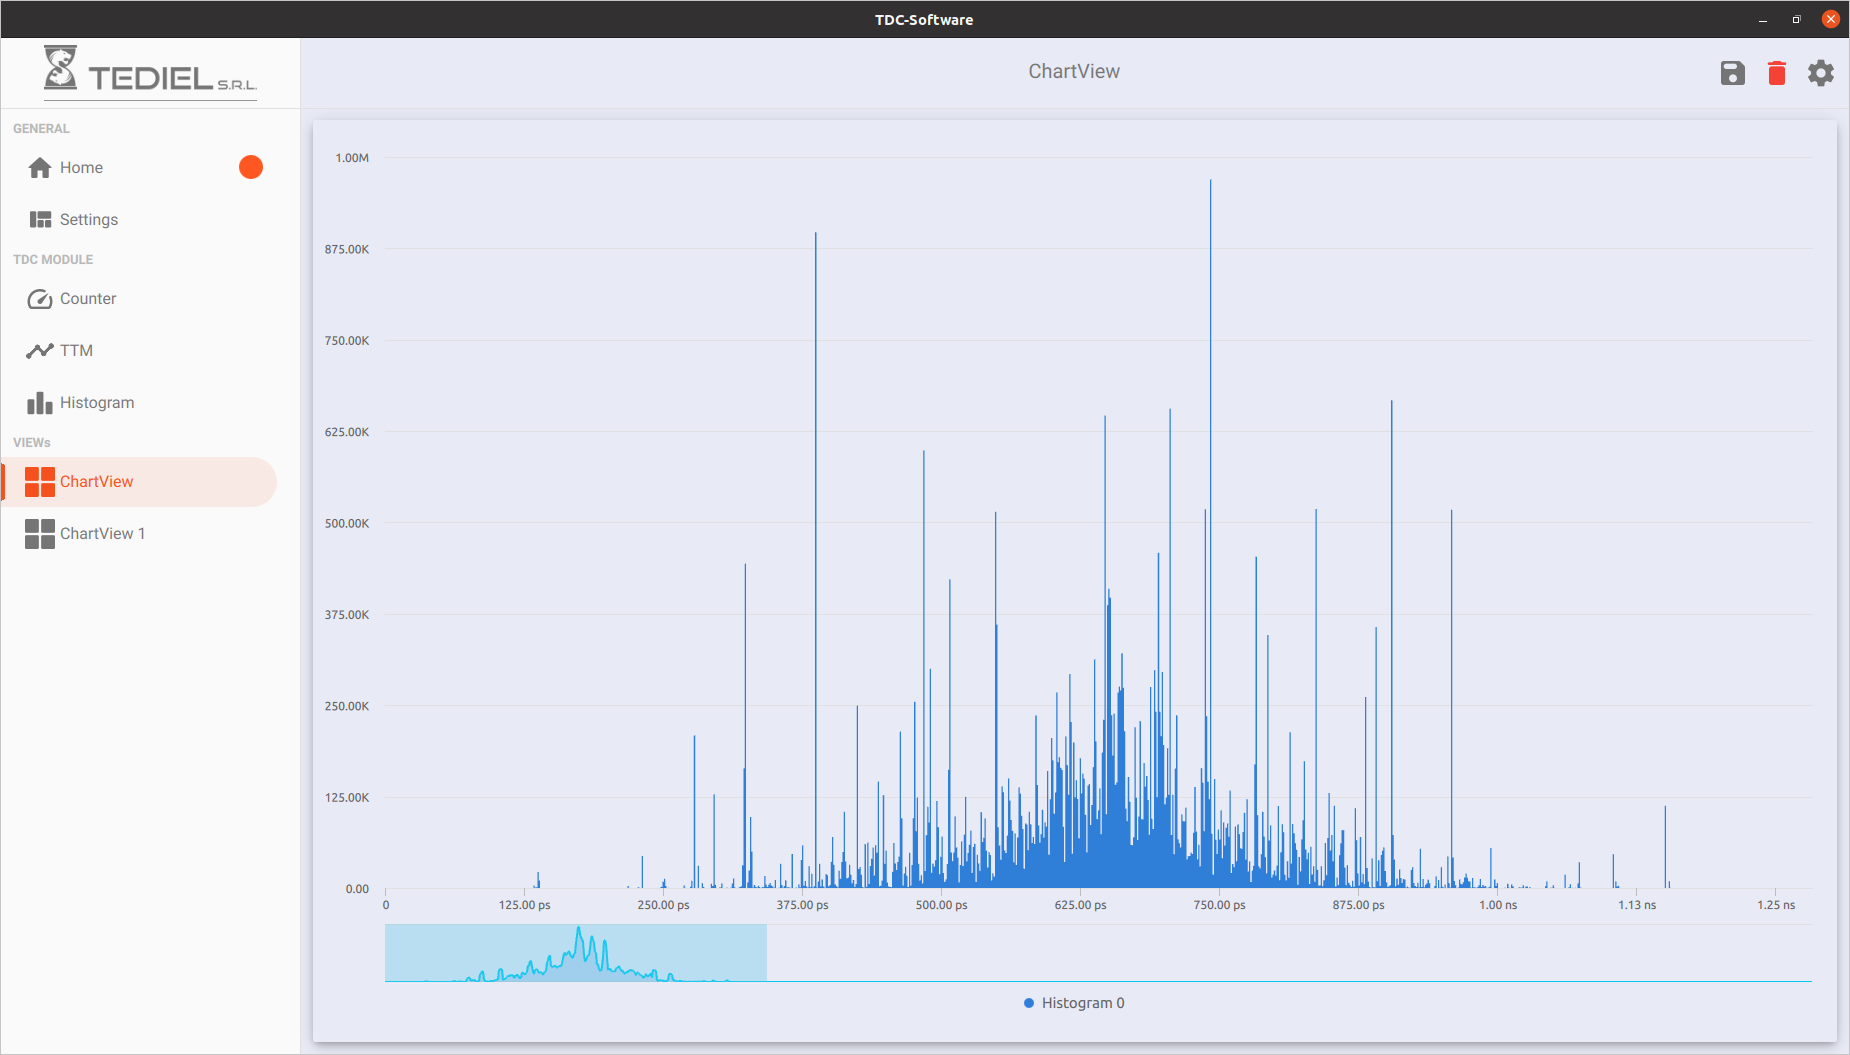 TDC-Software
TEDIEL S.R.L.
ChartView
GENERAL
Home
Settings
TDC MODULE
Counter
TTM
Histogram
VIEWs
ChartView
ChartView 1
1.00M
875.00K
750.00K
625.00K
500.00K
375.00K
250.00K
125.00K
0.00
0 125.00 ps 250.00 ps 375.00 ps 500.00 ps 625.00 ps 750.00 ps 875.00 ps 1.00 ns 1.13 ns 1.25 ns
Histogram 0